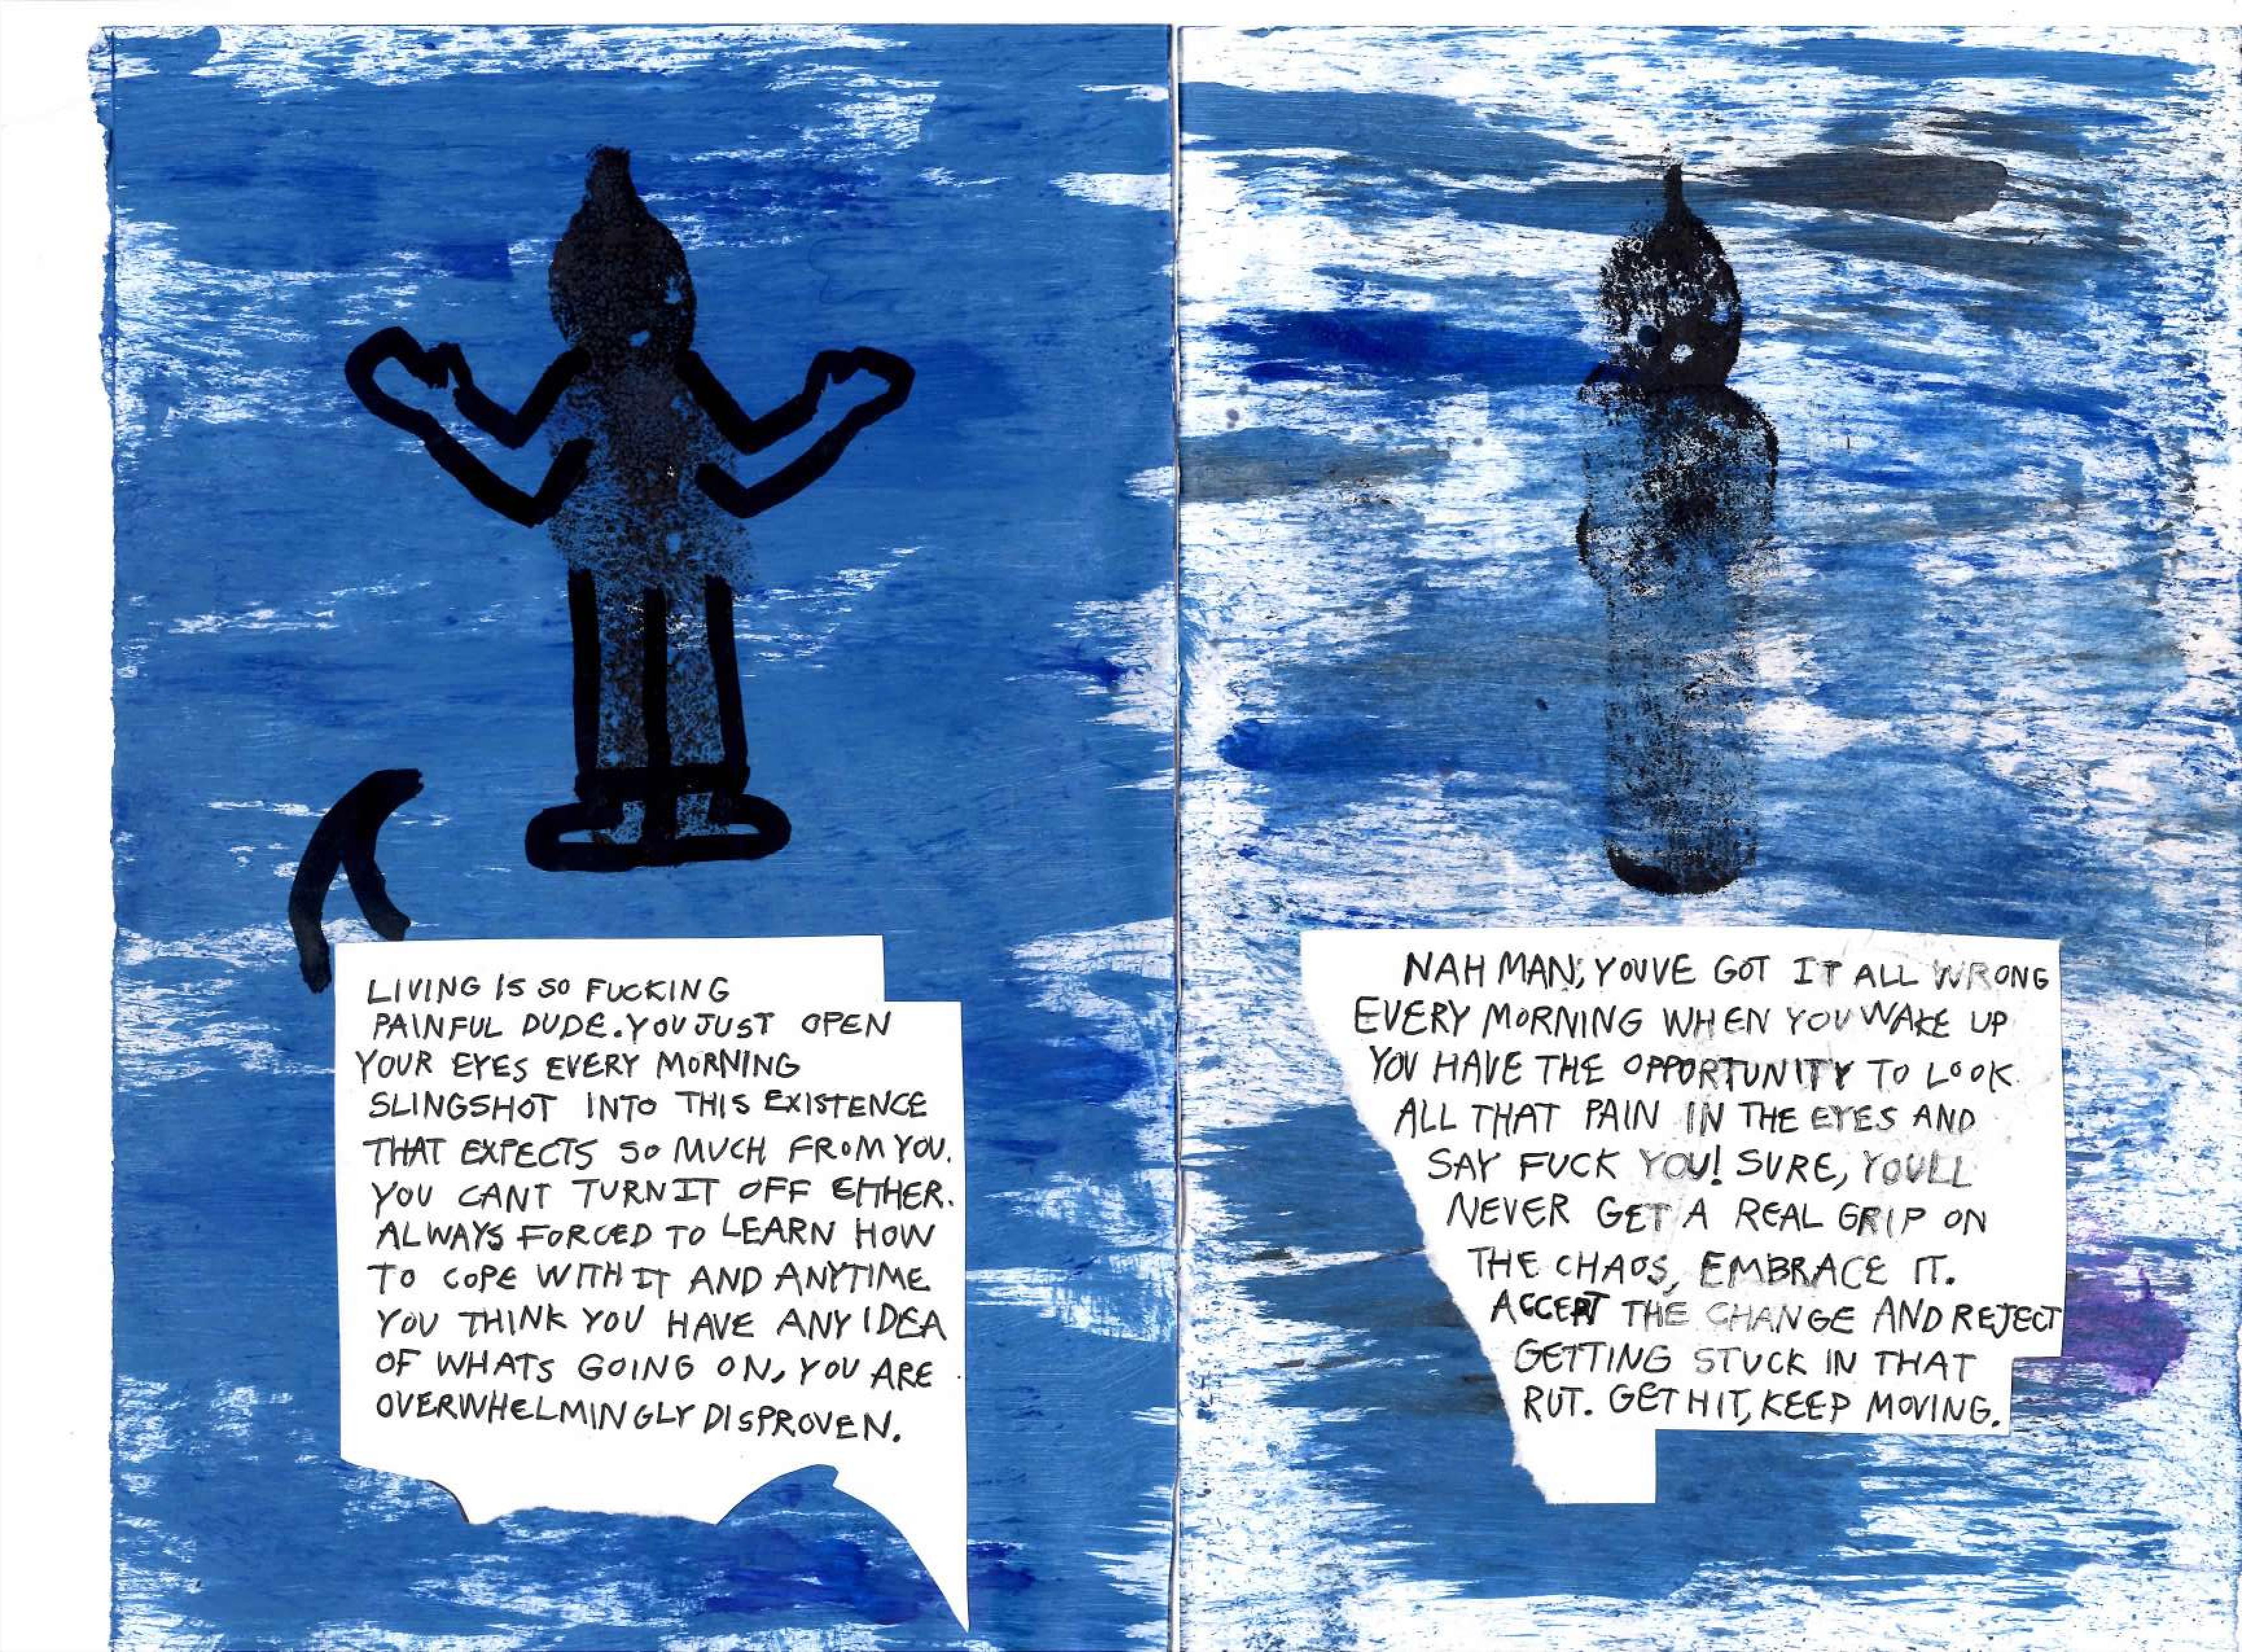 LIVING IS SO FUCKING
PAINFUL DUDE. YOU JUST OPEN
YOUR EYES EVERY MORNING
SLINGSHOT INTO THIS EXISTENCE
THAT EXPECTS SO MUCH FROM YOU.
YOU CANT TURN IT OFF EITHER.
ALWAYS FORCED TO LEARN HOW
TO COPE WITH IT AND ANYTIME
YOU THINK YOU HAVE ANY IDEA
OF WHATS GOING ON, YOU ARE
OVERWHELMINGLY DISPROVEN.
NAH MAN, YOUVE GOT IT ALL WRONG
EVERY MORNING WHEN YOU WAKE UP
YOU HAVE THE OPPORTUNITY TO LOOK
ALL THAT PAIN IN THE EYES AND
SAY FUCK YOU! SURE, YOULL
NEVER GET A REAL GRIP ON
THE CHAOS, EMBRACE IT.
ACCEPT THE CHANGE AND REJECT
GETTING STUCK IN THAT
RUT. GET HIT, KEEP MOVING.